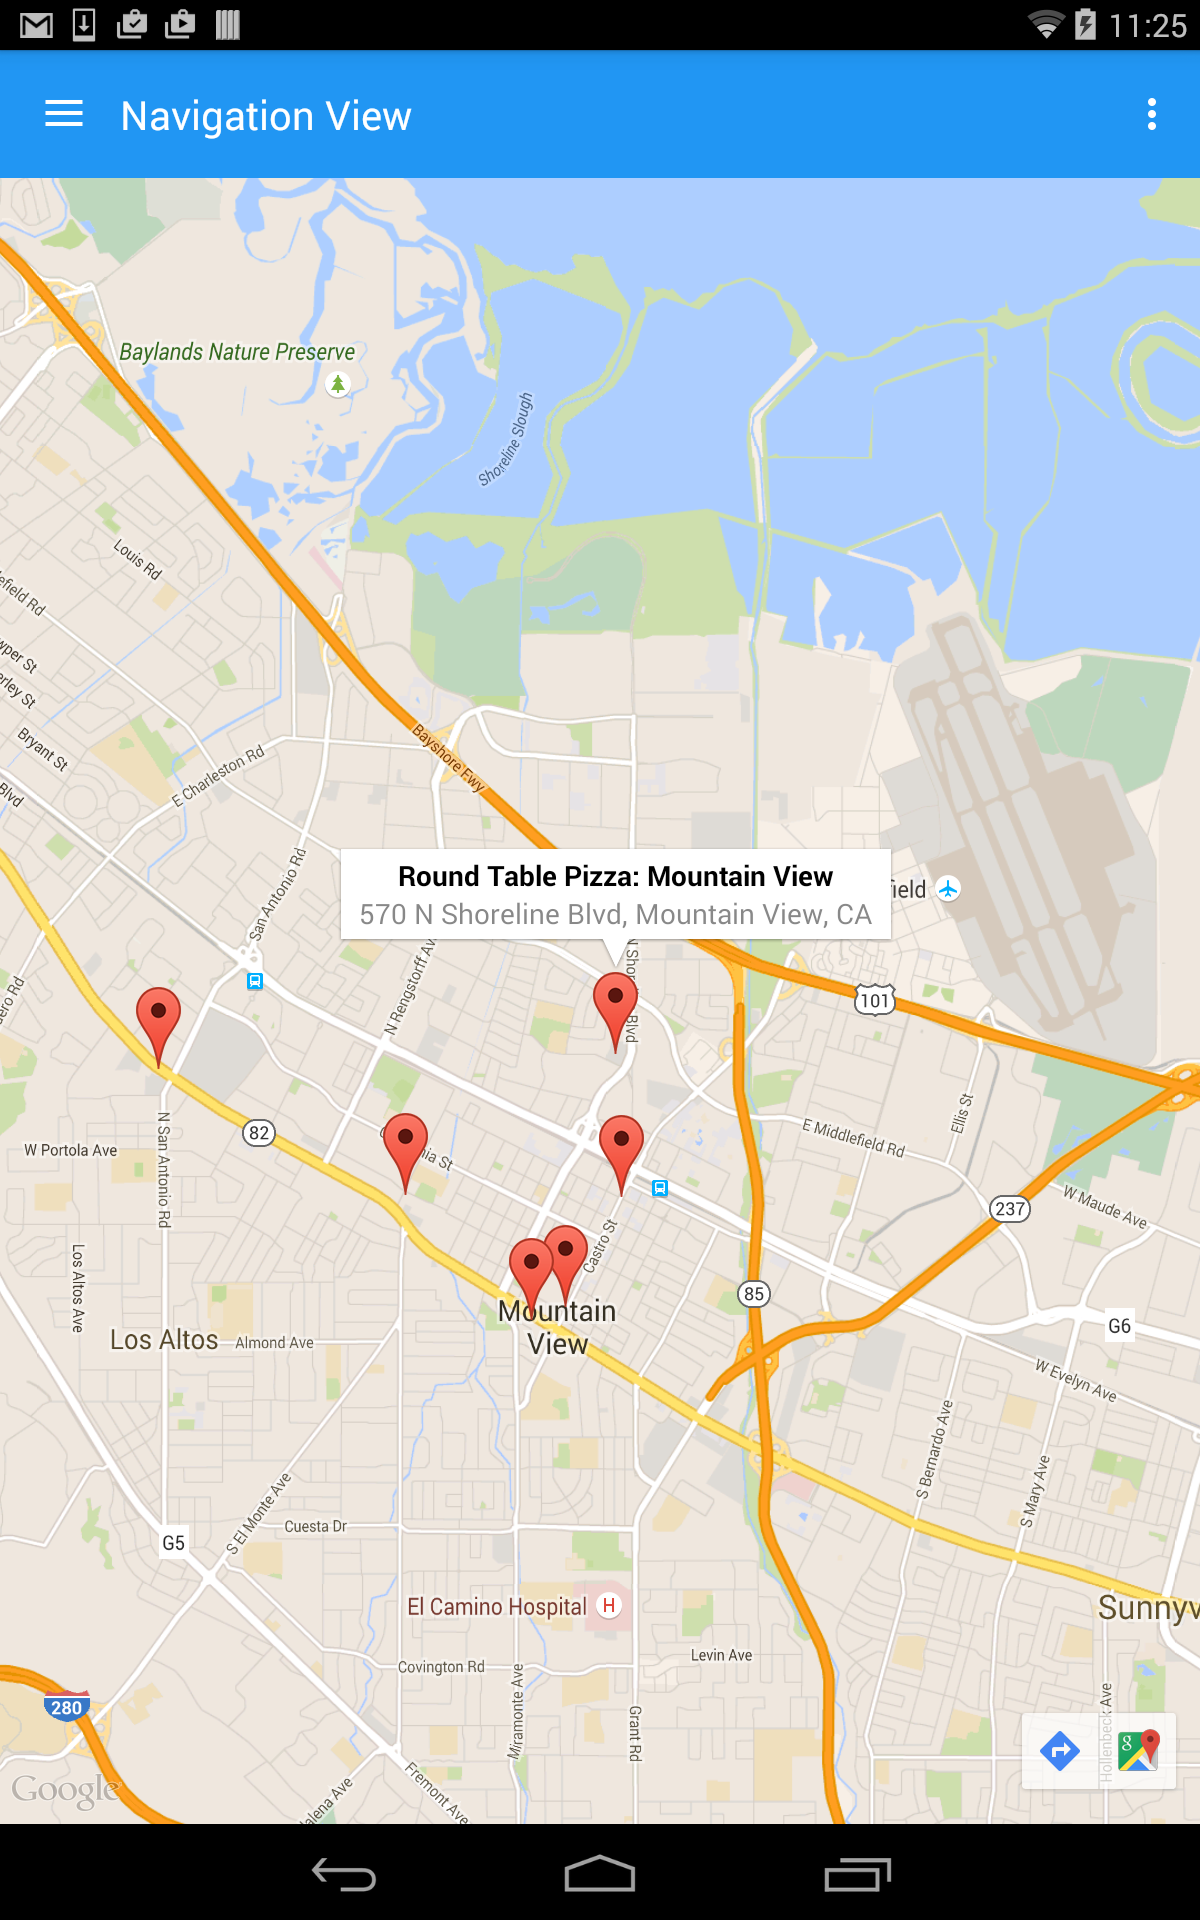 11:25
Navigation View
Baylands Nature Preserve
Shoreline Slough
Louis Rd
efield Rd
wper St
erley St
Bryant St
Blvd
E Charleston Rd
Bayshore Fwy
San Antonio Rd
N Rengstorff Av
Round Table Pizza: Mountain View
570 N Shoreline Blvd, Mountain View, CA
field
N Shor
Blvd
101
ero Rd
82
W Portola Ave
N San Antonio Rd
nia St
Castro St
E Middlefield Rd
Ellis St
237
W Maude Ave
85
Los Altos Ave
Los Altos
Almond Ave
Mountain
View
G6
W Evelyn Ave
S Bernardo Ave
S Mary Ave
S El Monte Ave
Cuesta Dr
G5
El Camino Hospital
H
Sunnyv
Levin Ave
Covington Rd
Miramonte Ave
Grant Rd
Hollenbeck Ave
280
Google
alena Ave
Fremont Ave
g